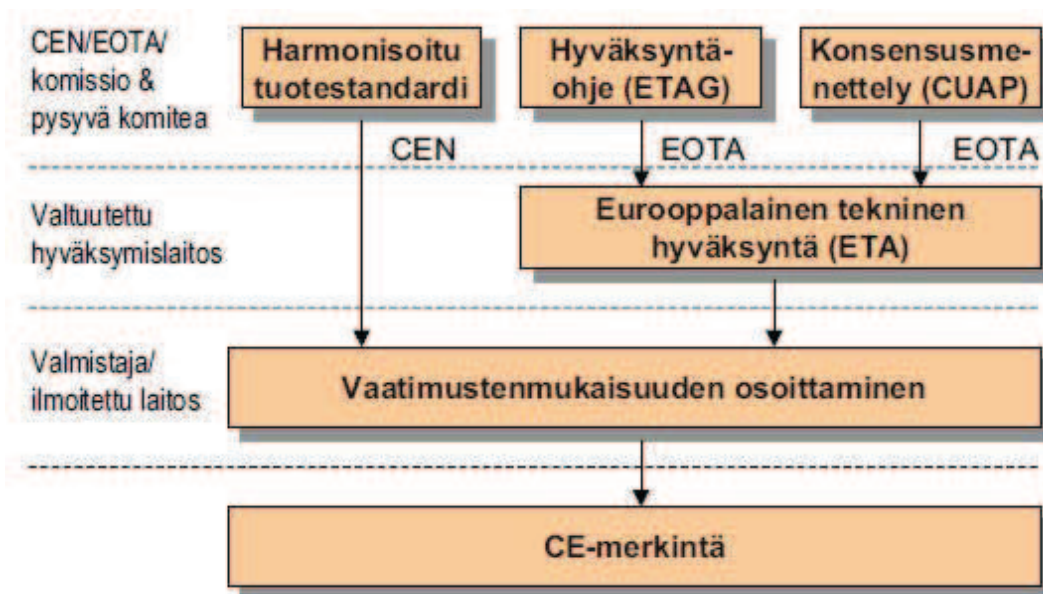 CEN/EOTA/
komissio &
pysyvä komitea
Harmonisoitu
tuotestandardi
Hyväksyntä-
ohje (ETAG)
Konsensusme-
nettely (CUAP)
CEN
EOTA
EOTA
Valtuutettu
hyväksymislaitos
Eurooppalainen tekninen
hyväksyntä (ETA)
Valmistaja/
ilmoitettu laitos
Vaatimustenmukaisuuden osoittaminen
CE-merkintä